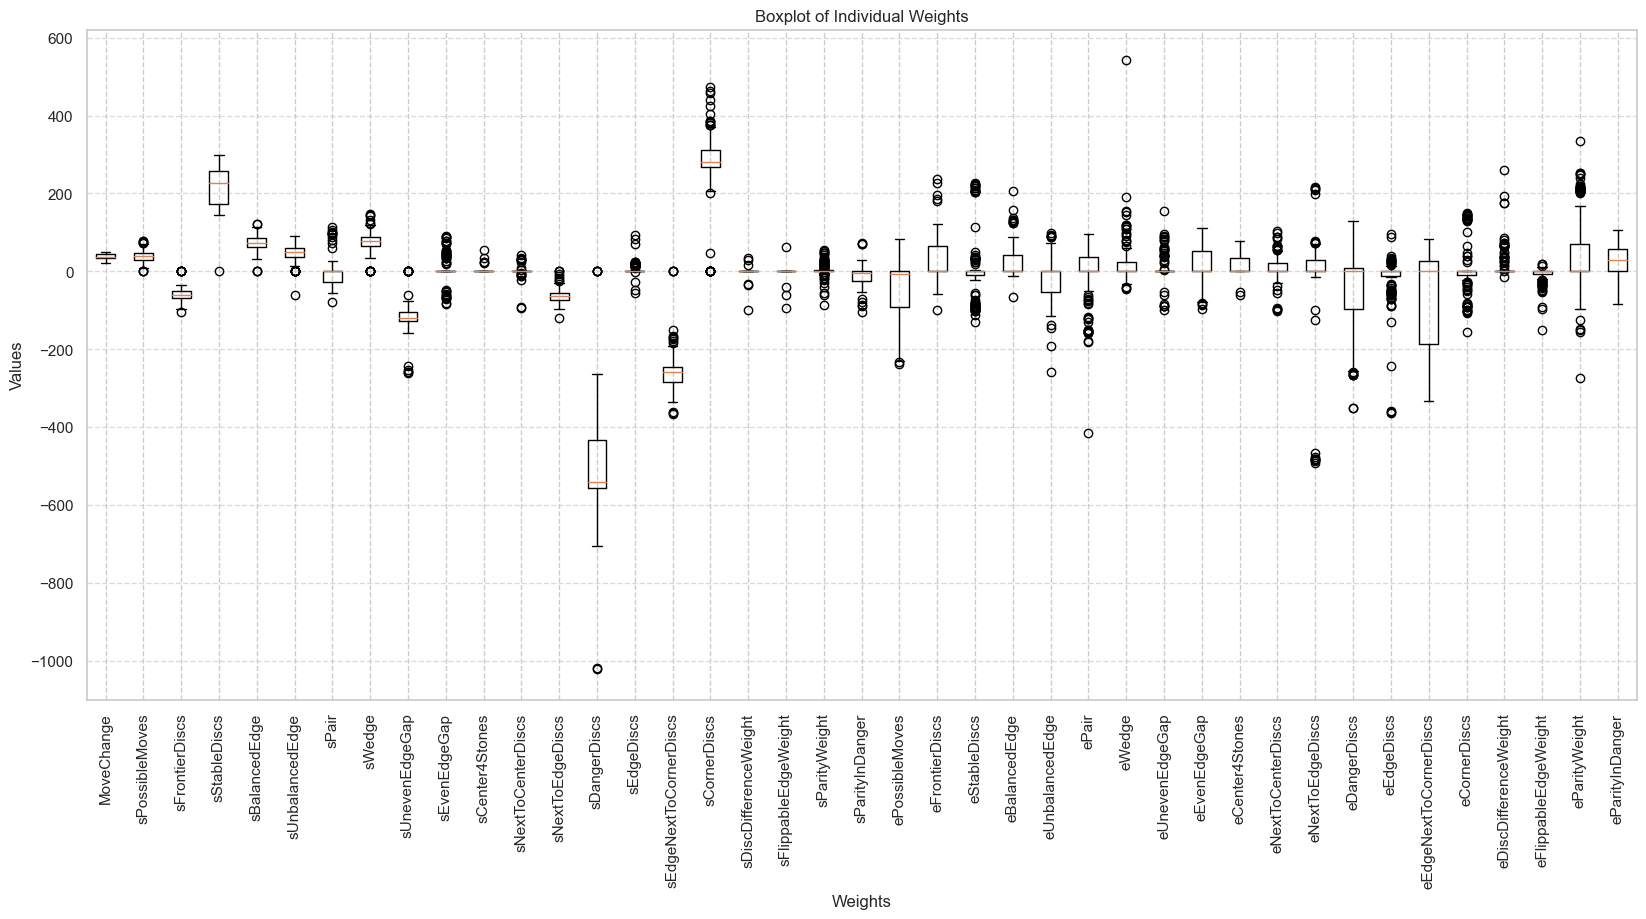 Boxplot of Individual Weights
600
400
200
0
−200
−400
−600
−800
−1000
Values
MoveChange
sPossibleMoves
sFrontierDiscs
sStableDiscs
sBalancedEdge
sUnbalancedEdge
sPair
sWedge
sUnevenEdgeGap
sEvenEdgeGap
sCenter4Stones
sNextToCenterDiscs
sNextToEdgeDiscs
sDangerDiscs
sEdgeDiscs
sEdgeNextToCornerDiscs
sCornerDiscs
sDiscDifferenceWeight
sFlippableEdgeWeight
sParityWeight
sParityInDanger
ePossibleMoves
eFrontierDiscs
eStableDiscs
eBalancedEdge
eUnbalancedEdge
ePair
eWedge
eUnevenEdgeGap
eEvenEdgeGap
eCenter4Stones
eNextToCenterDiscs
eNextToEdgeDiscs
eDangerDiscs
eEdgeDiscs
eEdgeNextToCornerDiscs
eCornerDiscs
eDiscDifferenceWeight
eFlippableEdgeWeight
eParityWeight
eParityInDanger
Weights